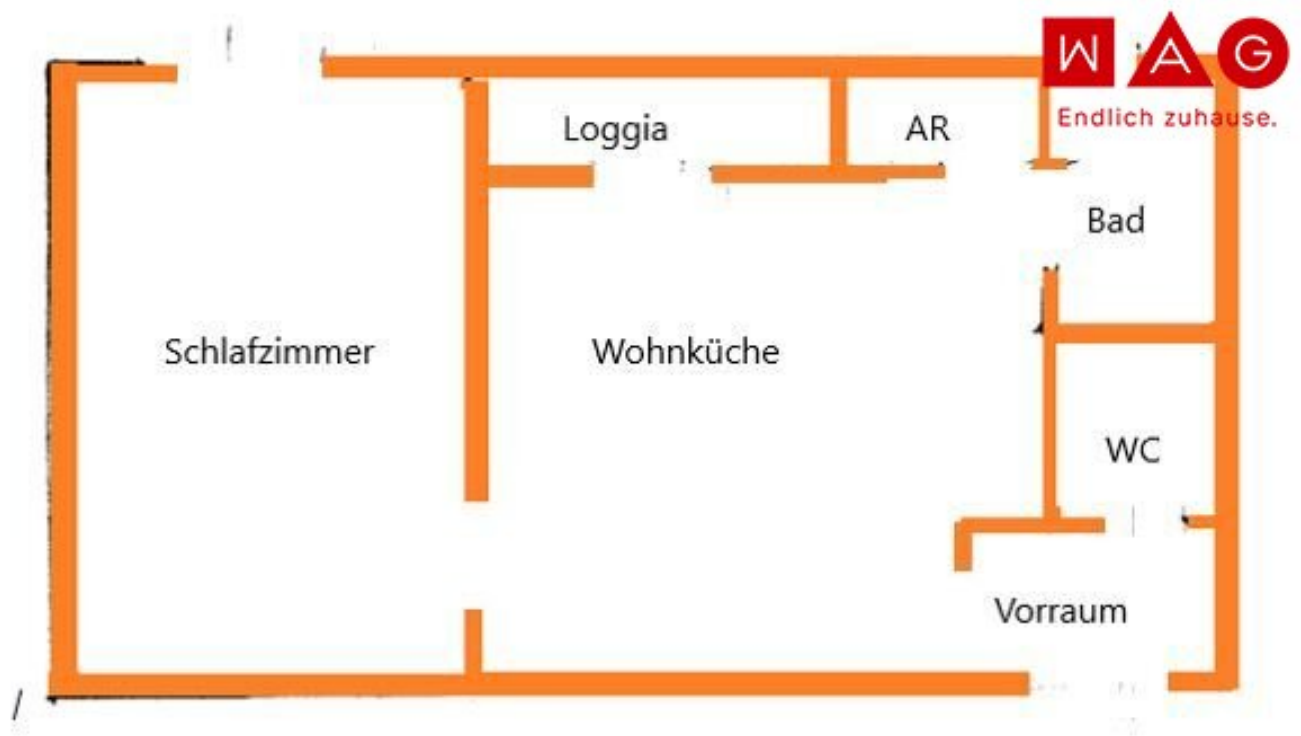 WAG
Endlich zuhause.
Loggia
AR
Bad
Schlafzimmer
Wohnküche
WC
Vorraum